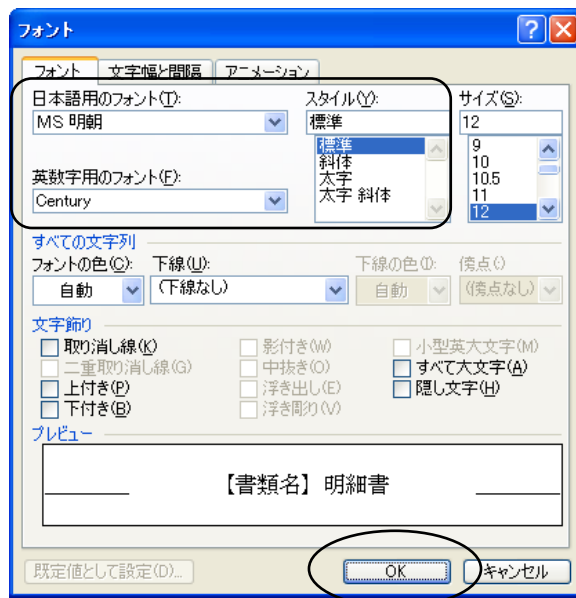 フォント
フォント 文字幅と間隔 アニメーション
日本語用のフォント(T): スタイル(Y): サイズ(S):
MS 明朝 標準 12
標準 9
斜体 10
太字 10.5
太字 斜体 11
12
英数字用のフォント(F):
Century
すべての文字列
フォントの色(C): 下線(U): 下線の色(I): 傍点(·)
自動 (下線なし) 自動 (傍点なし)
文字飾り
取り消し線(K) 影付き(W) 小型英大文字(M)
二重取り消し線(G) 中抜き(O) すべて大文字(A)
上付き(P) 浮き出し(E) 隠し文字(H)
下付き(B) 浮き彫り(V)
プレビュー
【書類名】明細書
既定値として設定(D)... OK キャンセル